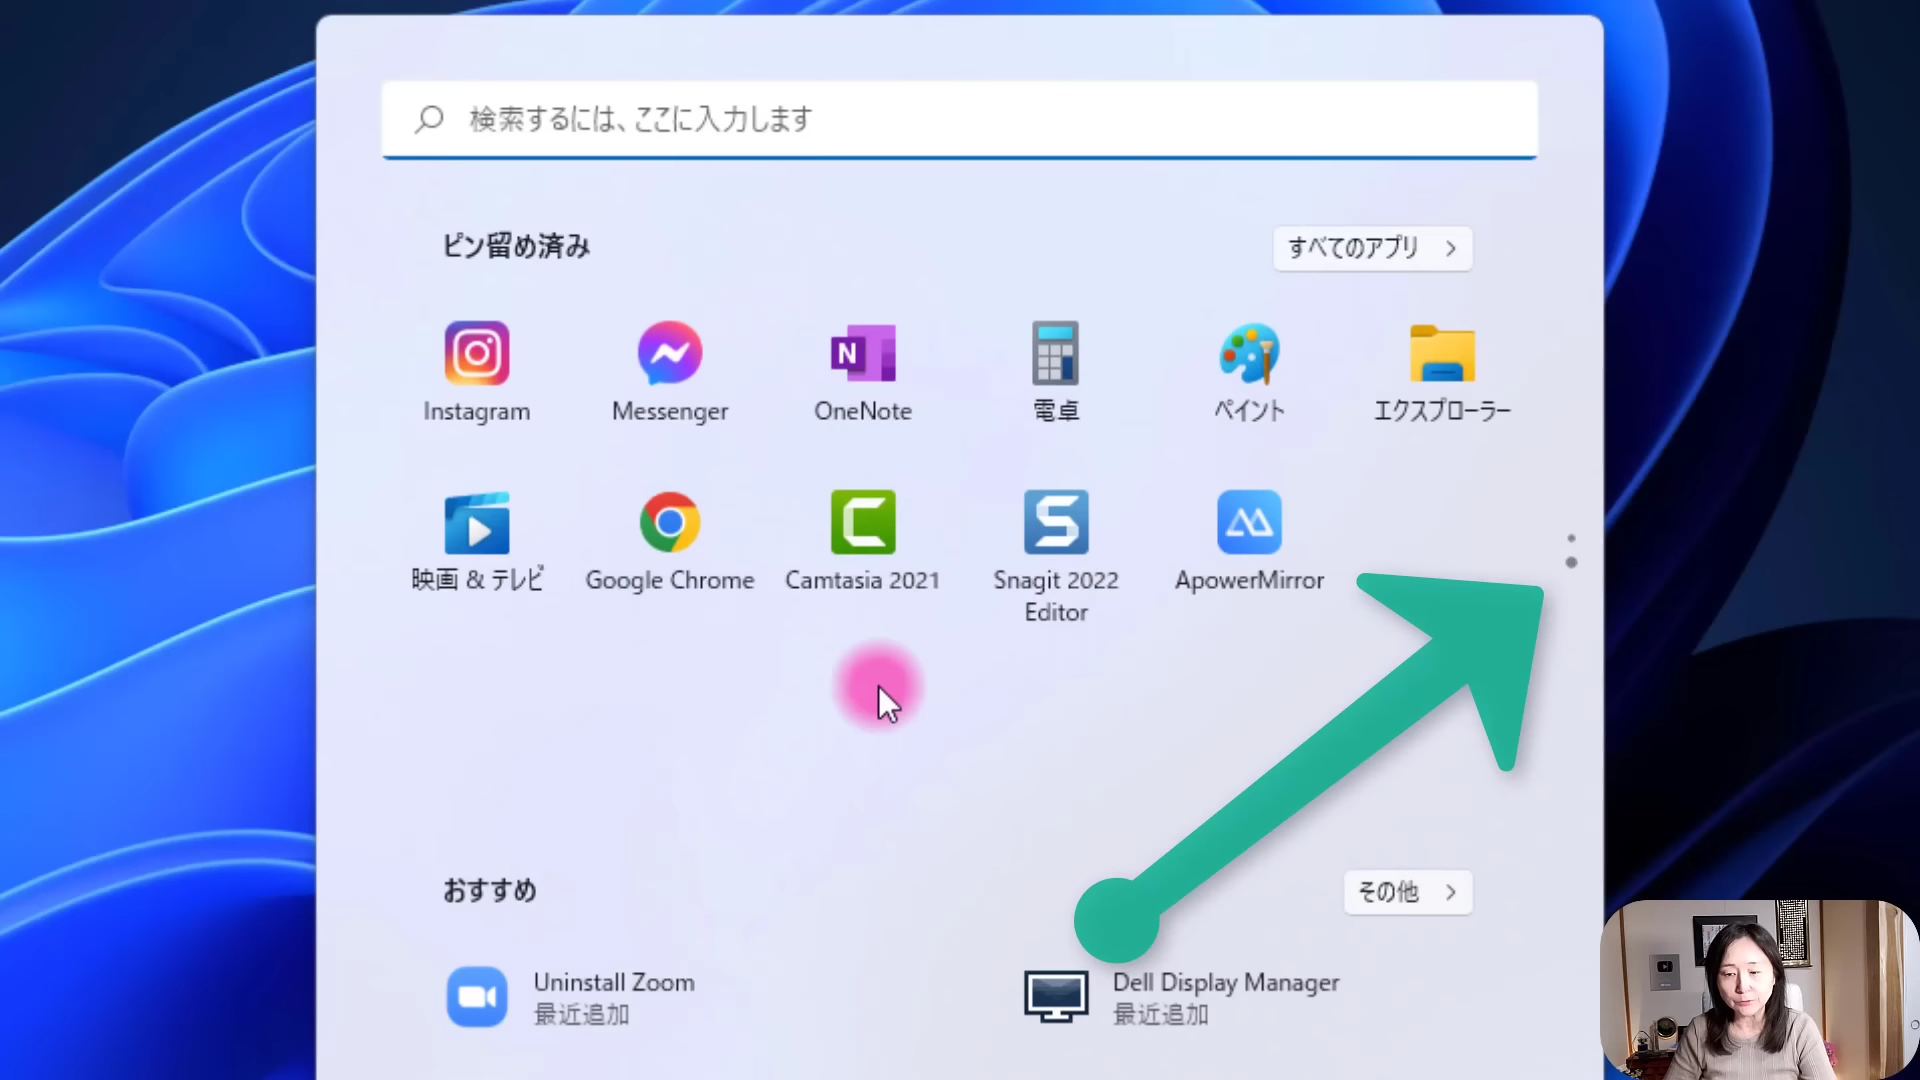 検索するには、ここに入力します
ピン留め済み
すべてのアプリ
Instagram
Messenger
OneNote
電卓
ペイント
エクスプローラー
映画 & テレビ
Google Chrome
Camtasia 2021
Snagit 2022
Editor
ApowerMirror
おすすめ
その他
Uninstall Zoom
最近追加
Dell Display Manager
最近追加